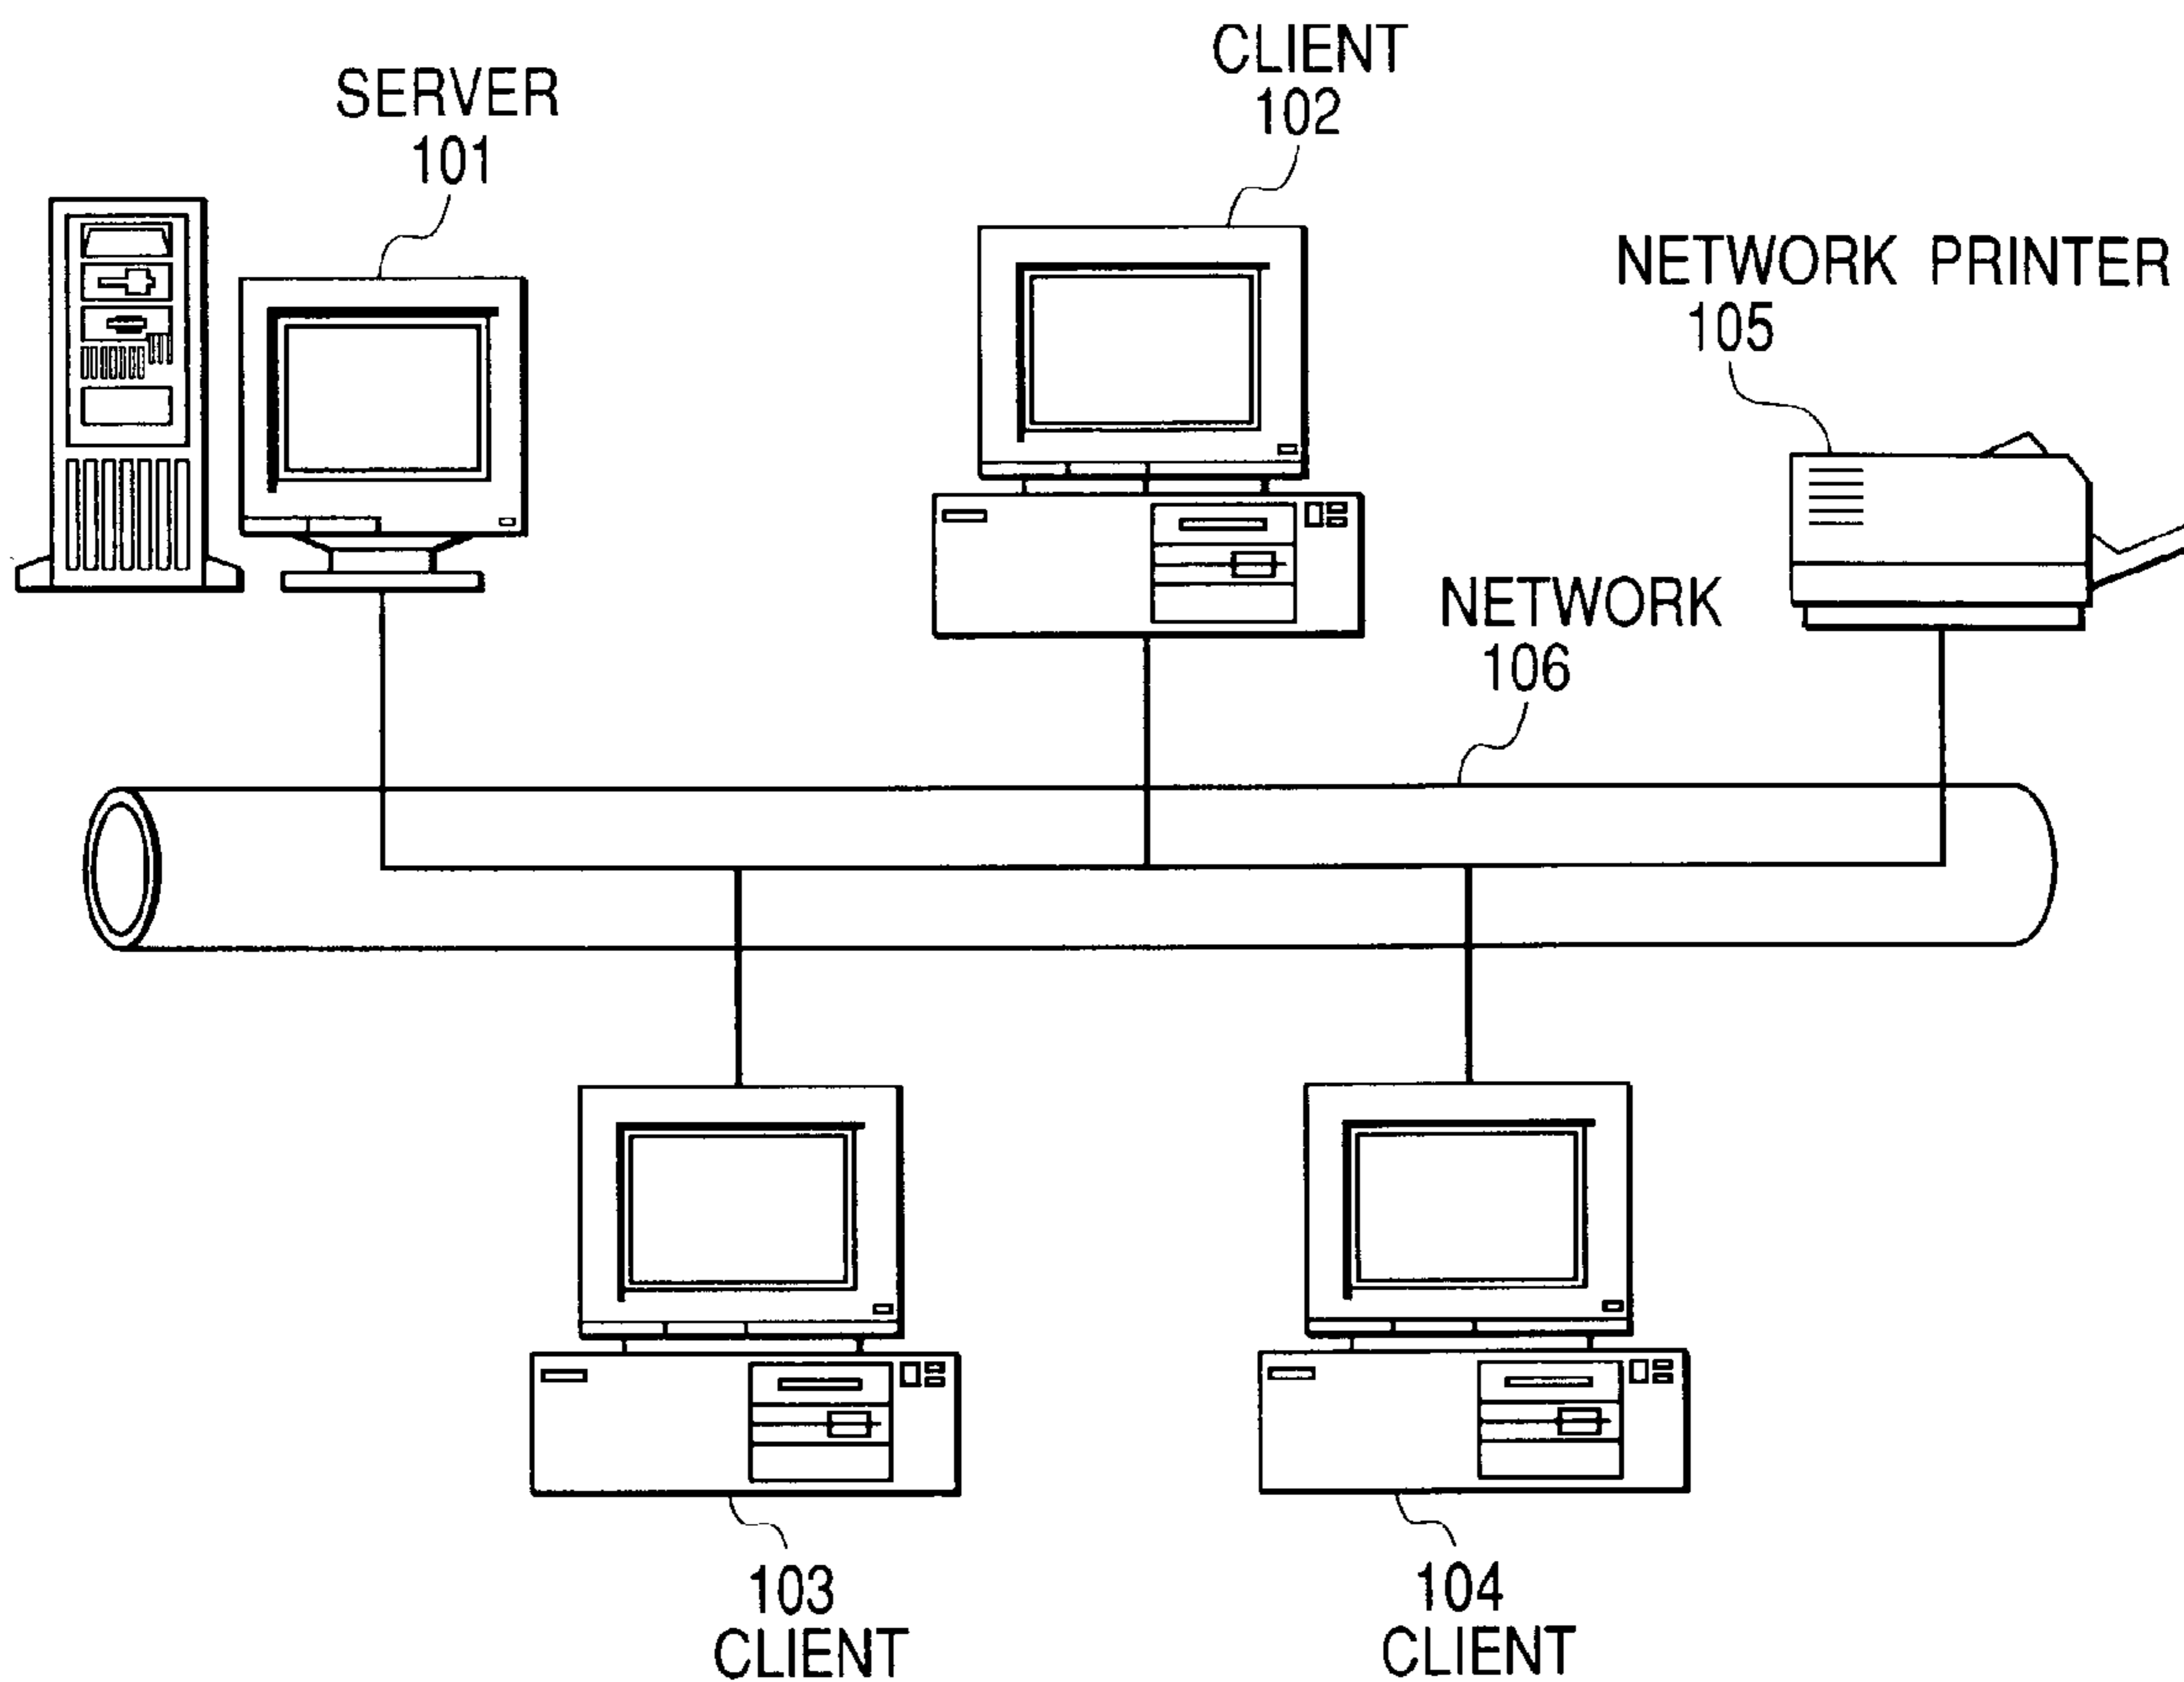 CLIENT
102
SERVER
101
NETWORK PRINTER
105
NETWORK
106
103
CLIENT
104
CLIENT